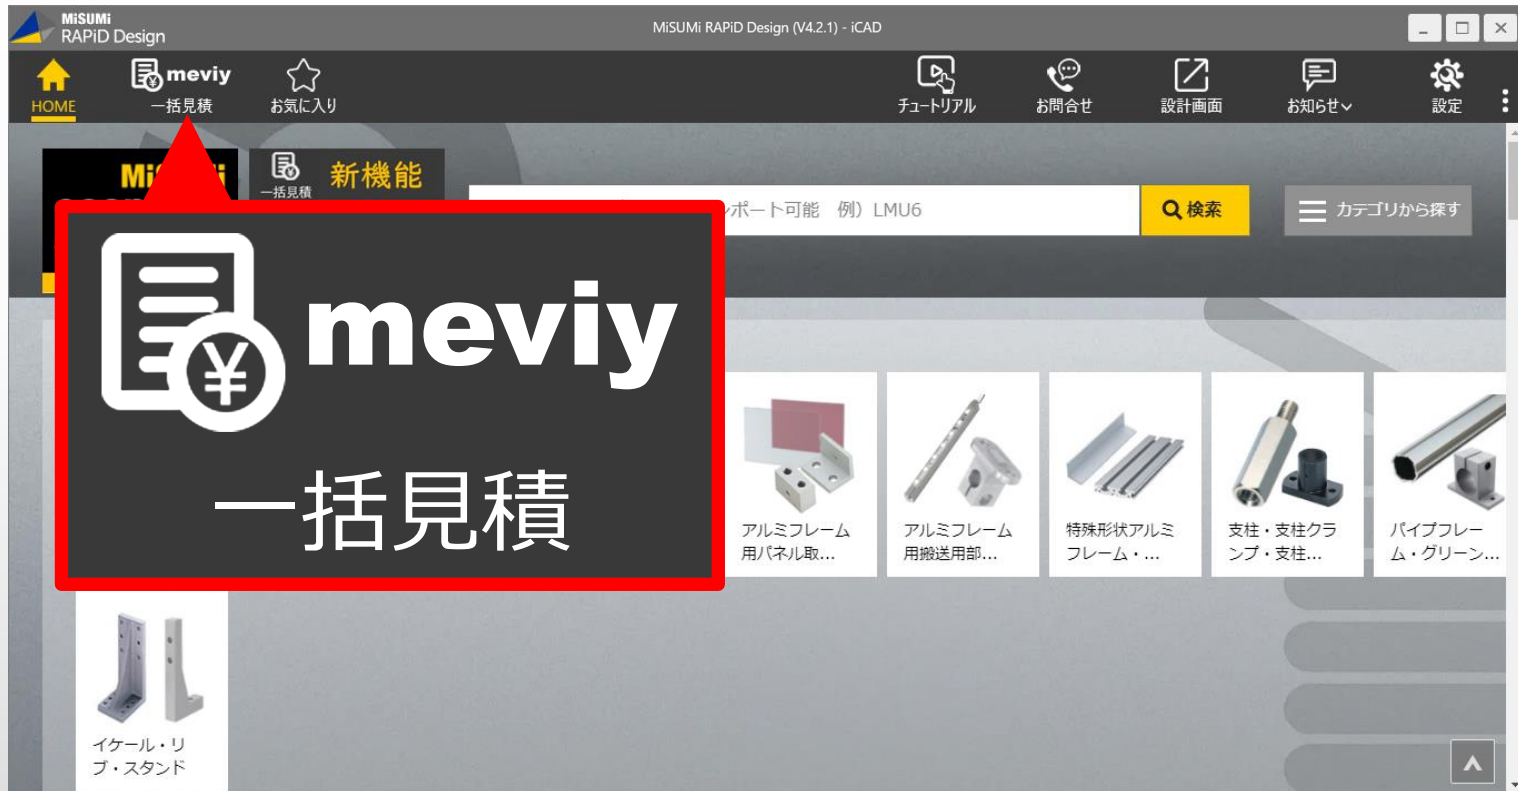 MiSUMi
RAPiD Design
MiSUMi RAPiD Design (V4.2.1) - iCAD
HOME
meviy
一括見積
お気に入り
チュートリアル
お問合せ
設計画面
お知らせ
設定
一括見積
新機能
ンポート可能 例）LMU6
検索
カテゴリから探す
meviy
一括見積
アルミフレーム
用パネル取...
アルミフレーム
用搬送用部...
特殊形状アルミ
フレーム・...
支柱・支柱クラ
ンプ・支柱...
パイプフレー
ム・グリーン...
イケール・リ
ブ・スタンド